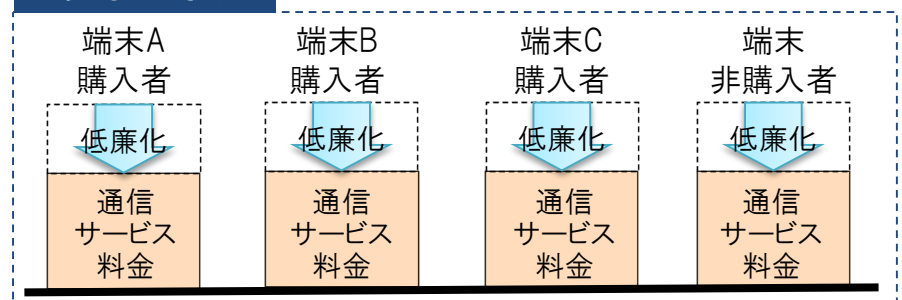 端末A
購入者
端末B
購入者
端末C
購入者
端末
非購入者
低廉化
低廉化
低廉化
低廉化
通信
サービス
料金
通信
サービス
料金
通信
サービス
料金
通信
サービス
料金